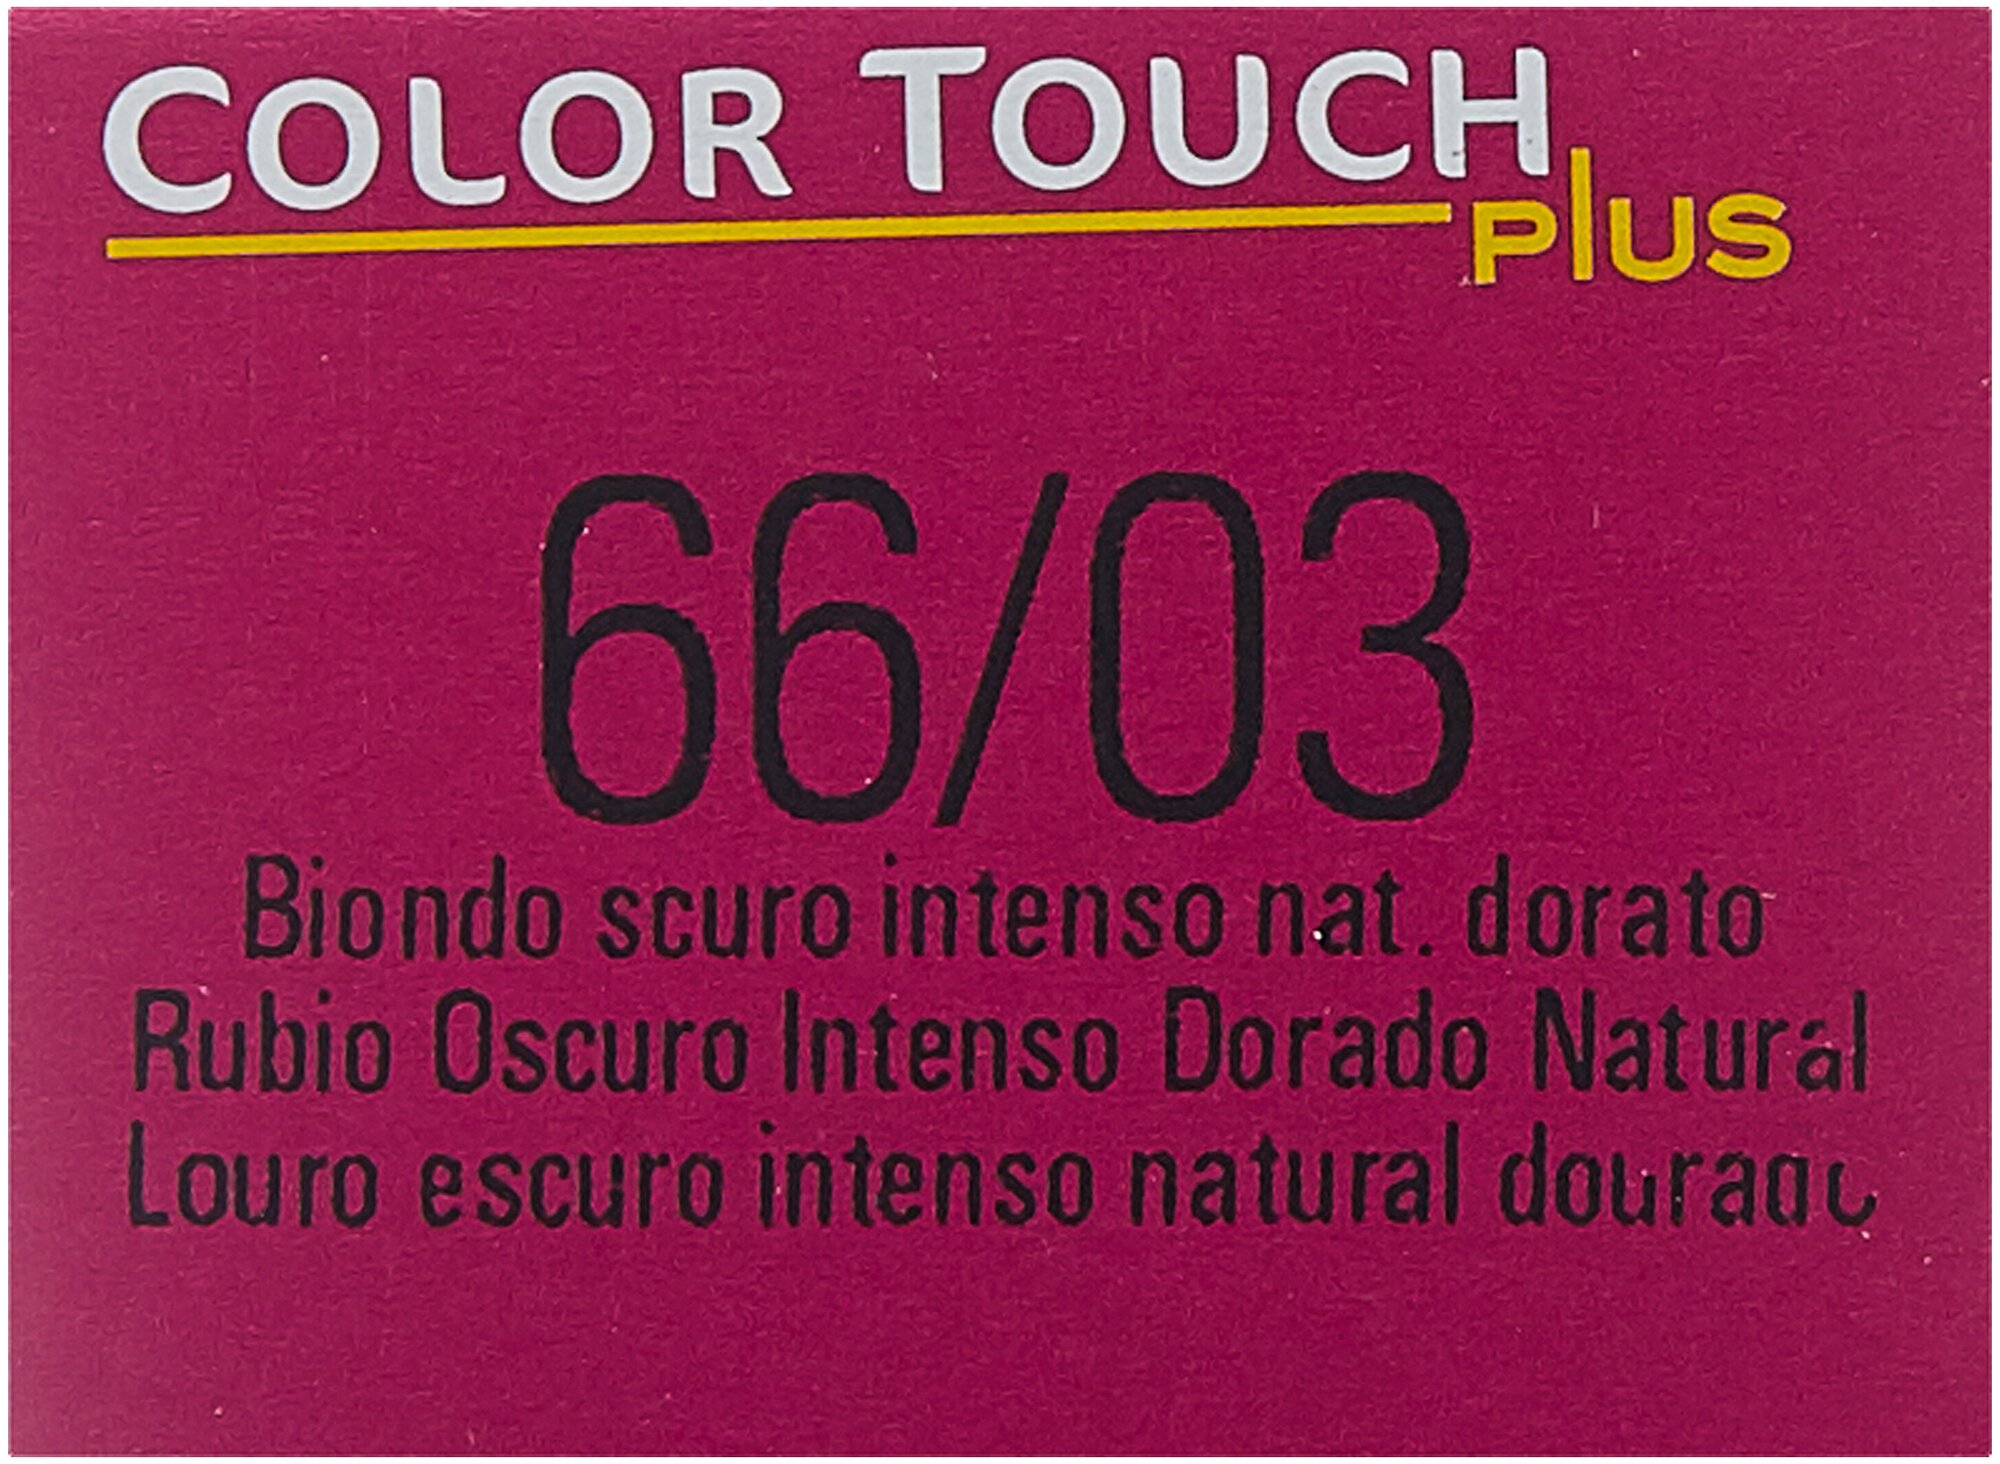 COLOR TOUCH
plus
66/03
Biondo scuro intenso nat. dorato
Rubio Oscuro Intenso Dorado Natural
Louro escuro intenso natural dourado